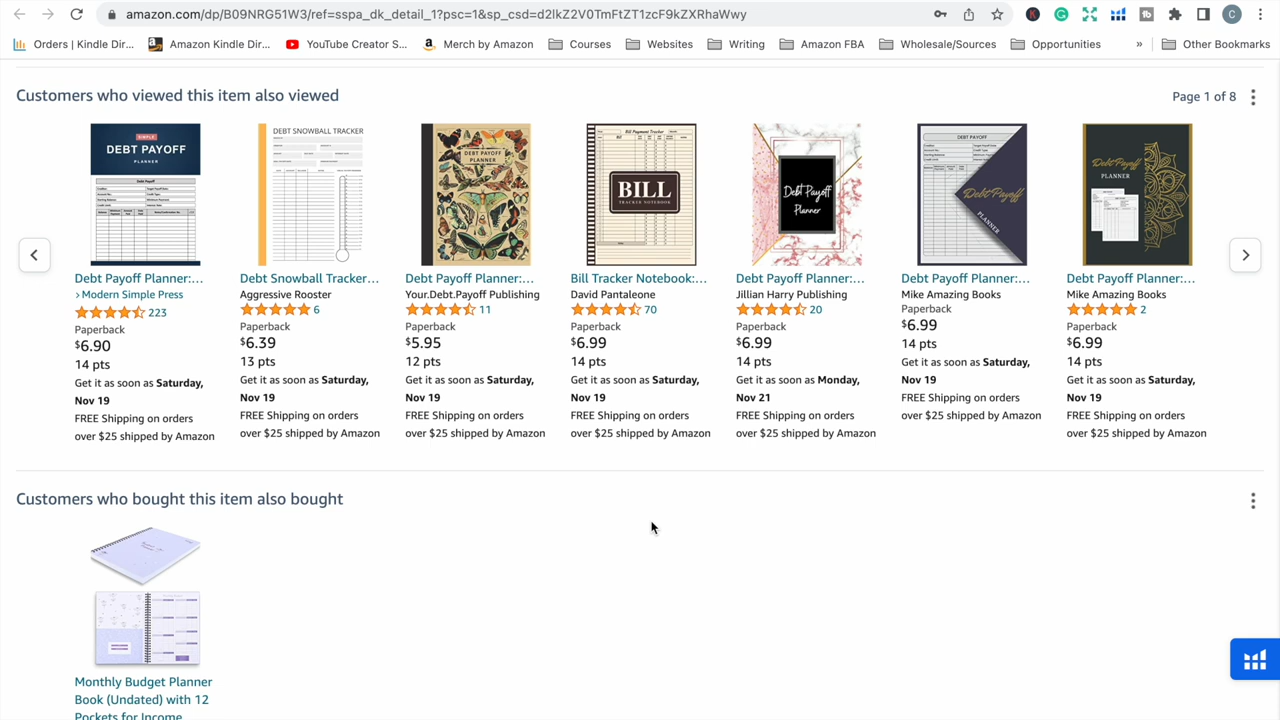 amazon.com/dp/B09NRG51W3/ref=sspa_dk_detail_1?psc=1&sp_csd=d2lkZ2V0TmFtZT1zcF9kZXRhaWwy
Orders | Kindle Dir... Amazon Kindle Dir... YouTube Creator S... Merch by Amazon Courses Websites Writing Amazon FBA Wholesale/Sources Opportunities » Other Bookmarks
Customers who viewed this item also viewed
Page 1 of 8
SIMPLE
DEBT PAYOFF
PLANNER
Debt Payoff
DEBT SNOWBALL TRACKER
DEBT PAYOFF
PLANNER
Bill Payment Tracker
BILL
TRACKER NOTEBOOK
Debt Payoff
Planner
DEBT PAYOFF
Debt Payoff
PLANNER
Debt Payoff
PLANNER
Debt Payoff Planner:...
› Modern Simple Press
223
Paperback
$6.90
14 pts
Get it as soon as Saturday,
Nov 19
FREE Shipping on orders
over $25 shipped by Amazon
Debt Snowball Tracker...
Aggressive Rooster
6
Paperback
$6.39
13 pts
Get it as soon as Saturday,
Nov 19
FREE Shipping on orders
over $25 shipped by Amazon
Debt Payoff Planner:...
Your.Debt.Payoff Publishing
11
Paperback
$5.95
12 pts
Get it as soon as Saturday,
Nov 19
FREE Shipping on orders
over $25 shipped by Amazon
Bill Tracker Notebook:...
David Pantaleone
70
Paperback
$6.99
14 pts
Get it as soon as Saturday,
Nov 19
FREE Shipping on orders
over $25 shipped by Amazon
Debt Payoff Planner:...
Jillian Harry Publishing
20
Paperback
$6.99
14 pts
Get it as soon as Monday,
Nov 21
FREE Shipping on orders
over $25 shipped by Amazon
Debt Payoff Planner:...
Mike Amazing Books
Paperback
$6.99
14 pts
Get it as soon as Saturday,
Nov 19
FREE Shipping on orders
over $25 shipped by Amazon
Debt Payoff Planner:...
Mike Amazing Books
2
Paperback
$6.99
14 pts
Get it as soon as Saturday,
Nov 19
FREE Shipping on orders
over $25 shipped by Amazon
Customers who bought this item also bought
Monthly Budget Planner
Book (Undated) with 12
Pockets for Income